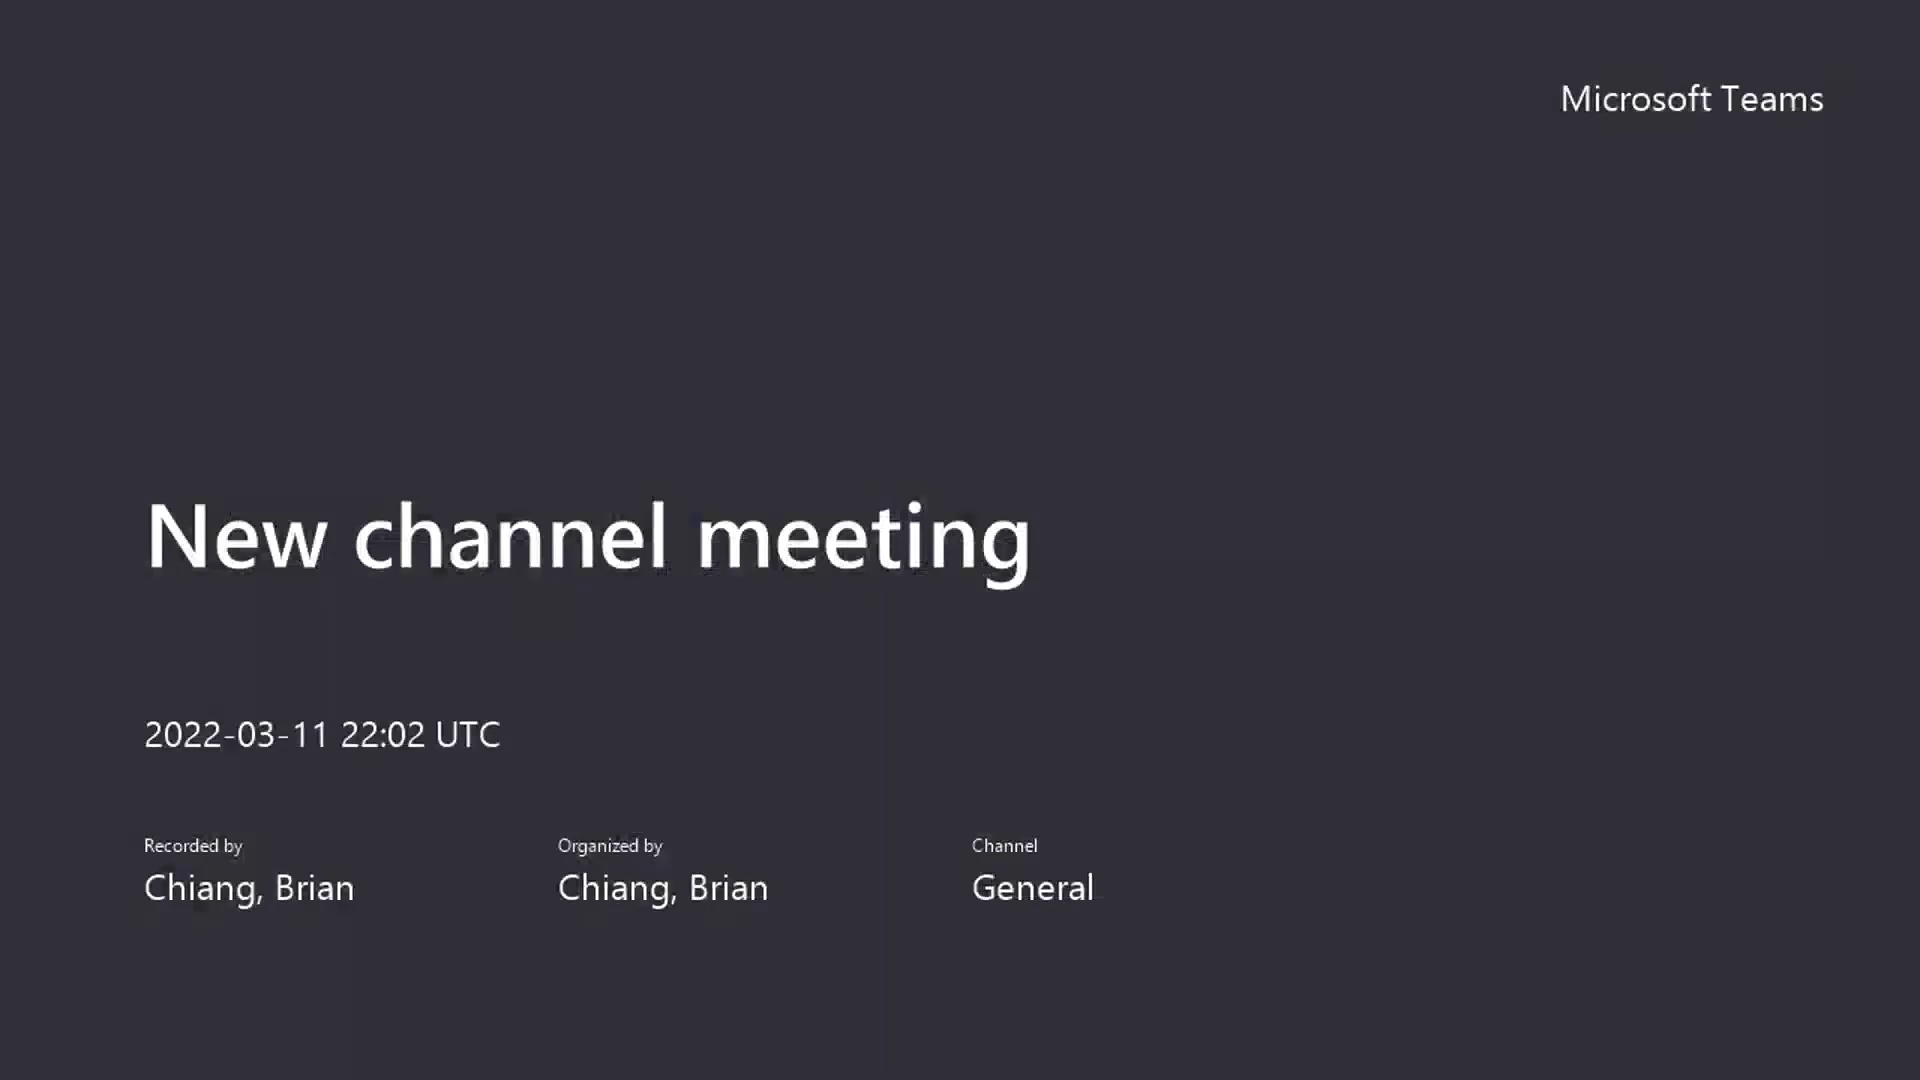 Microsoft Teams
New channel meeting
2022-03-11 22:02 UTC
Recorded by
Chiang, Brian
Organized by
Chiang, Brian
Channel
General